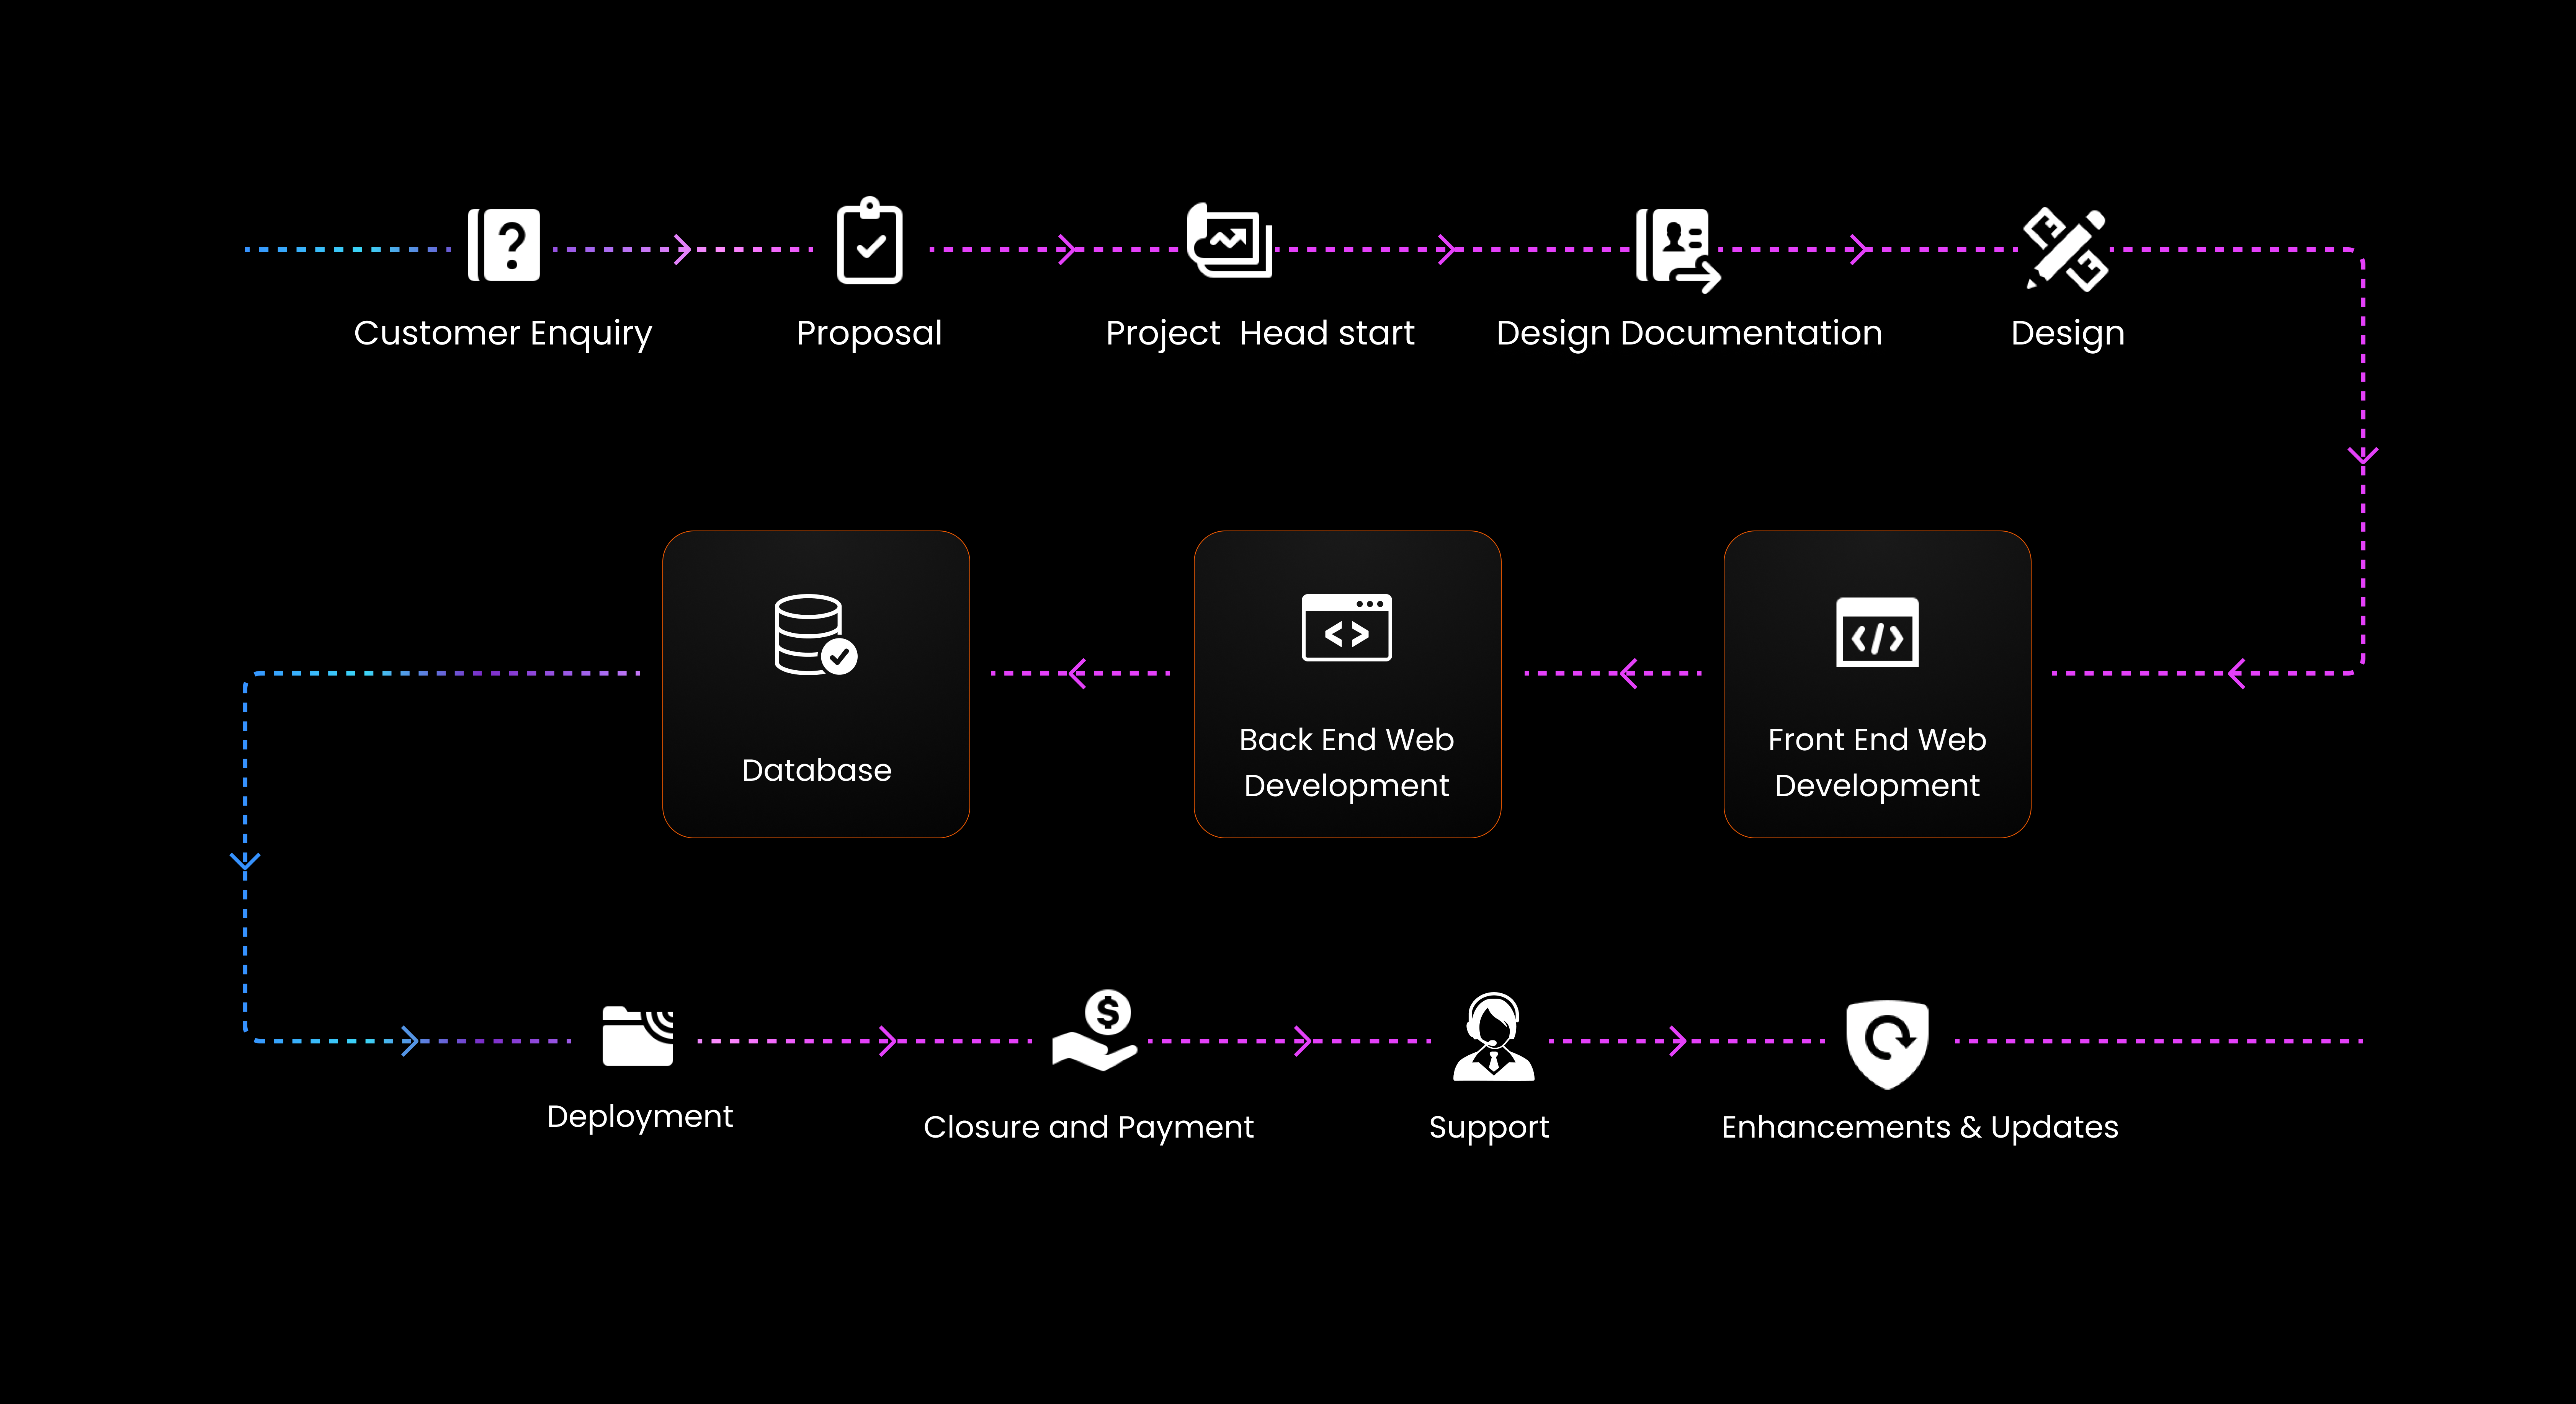 Customer Enquiry
Proposal
Project  Head start
Design Documentation
Design
Front End Web
Development
Back End Web
Development
Database
Deployment
Closure and Payment
Support
Enhancements & Updates